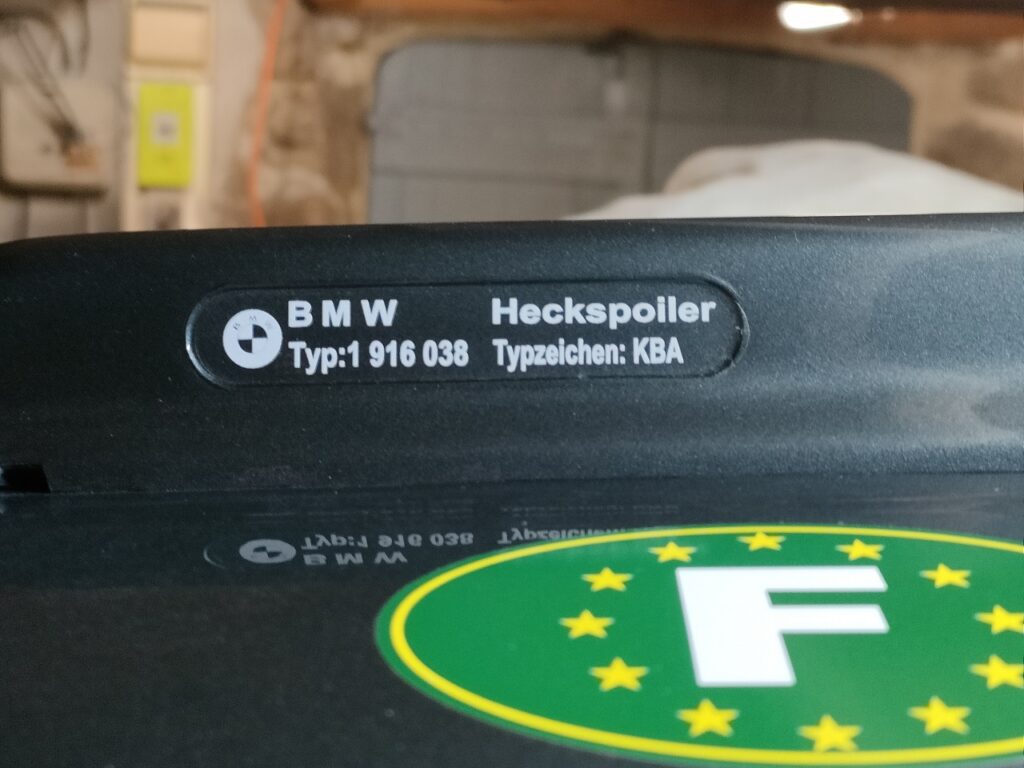 BMW
Typ:1 916 038
Heckspoiler
Typzeichen: KBA
F